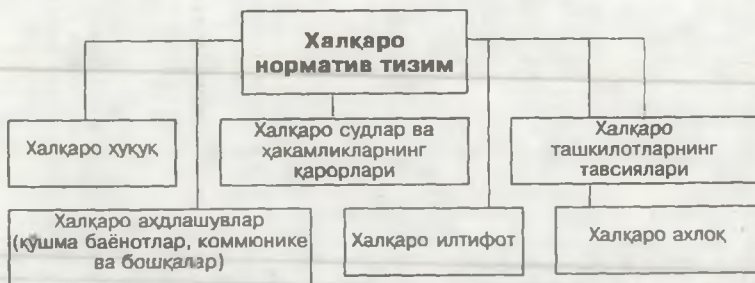 Халқаро
норматив тизим
Халқаро ҳуқуқ
Халқаро судлар ва
ҳакамликларнинг
қарорлари
Халқаро
ташкилотларнинг
тавсиялари
Халқаро аҳдлашувлар
(қўшма баёнотлар, коммюнике
ва бошқалар)
Халқаро илтифот
Халқаро ахлоқ